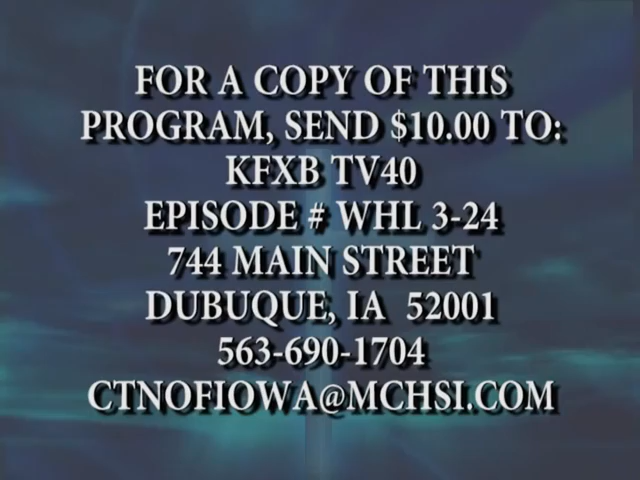 FOR A COPY OF THIS
PROGRAM, SEND $10.00 TO:
KFXB TV40
EPISODE # WHL 3-24
744 MAIN STREET
DUBUQUE, IA  52001
563-690-1704
CTNOFIOWA@MCHSI.COM